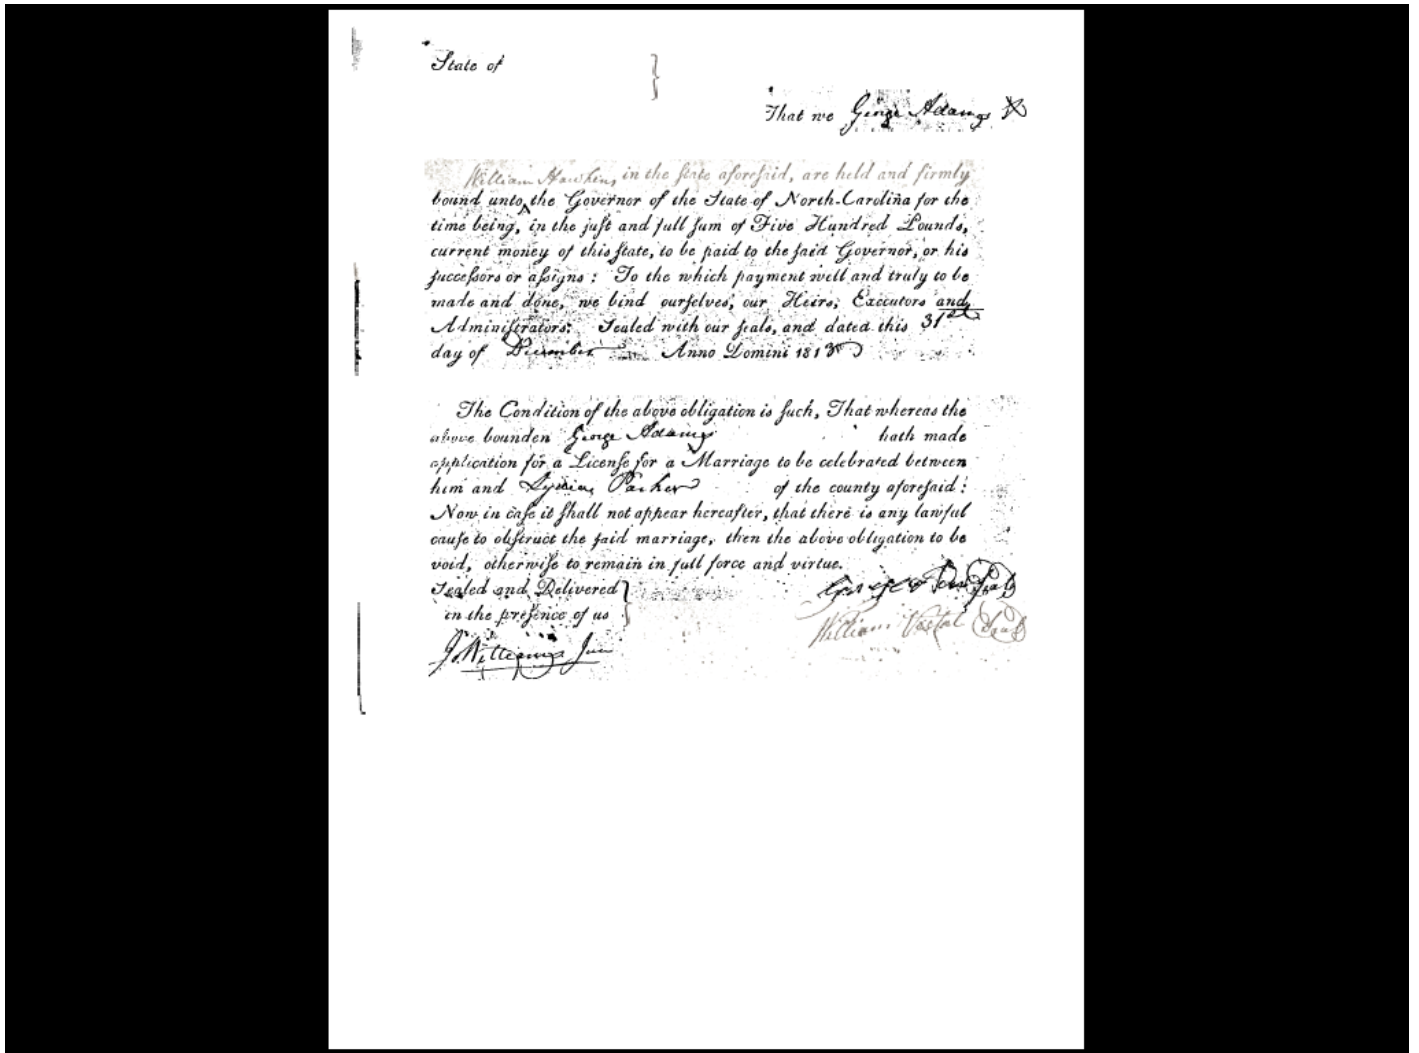 State of }
That we George Adams &
William Hawkins in the ſtate aforeſaid, are held and firmly
bound unto ‸ the Governor of the State of North-Carolina for the
time being, in the juſt and full ſum of Five Hundred Pounds,
current money of this ſtate, to be paid to the ſaid Governor, or his
ſucceſſors or aſſigns: To the which payment well and truly to be
made and done, we bind ourſelves, our Heirs, Executors and
Adminiſtrators: Sealed with our ſeals, and dated this 31st
day of December Anno Domini 1813
The Condition of the above obligation is ſuch, That whereas the
above bounden George Adams hath made
application for a Licenſe for a Marriage to be celebrated between
him and Lydia Parker of the county aforeſaid:
Now in caſe it ſhall not appear hereafter, that there is any lawful
cauſe to obſtruct the ſaid marriage, then the above obligation to be
void, otherwiſe to remain in full force and virtue.
Sealed and Delivered }
in the preſence of us
William Vestal (Seal)
J. Williams Jun